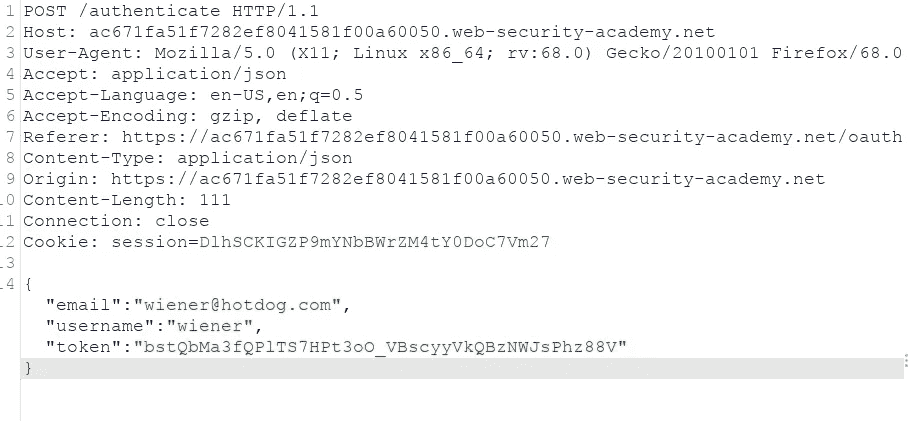 1 POST /authenticate HTTP/1.1
2 Host: ac671fa51f7282ef8041581f00a60050.web-security-academy.net
3 User-Agent: Mozilla/5.0 (X11; Linux x86_64; rv:68.0) Gecko/20100101 Firefox/68.0
4 Accept: application/json
5 Accept-Language: en-US,en;q=0.5
6 Accept-Encoding: gzip, deflate
7 Referer: https://ac671fa51f7282ef8041581f00a60050.web-security-academy.net/oauth
8 Content-Type: application/json
9 Origin: https://ac671fa51f7282ef8041581f00a60050.web-security-academy.net
10 Content-Length: 111
11 Connection: close
12 Cookie: session=DlhSCKIGZP9mYNbBWrZM4tY0DoC7Vm27
13
14 {
"email":"wiener@hotdog.com",
"username":"wiener",
"token":"bstQbMa3fQPlTS7HPt3oO_VBscyyVkQBzNWJsPhz88V"
}